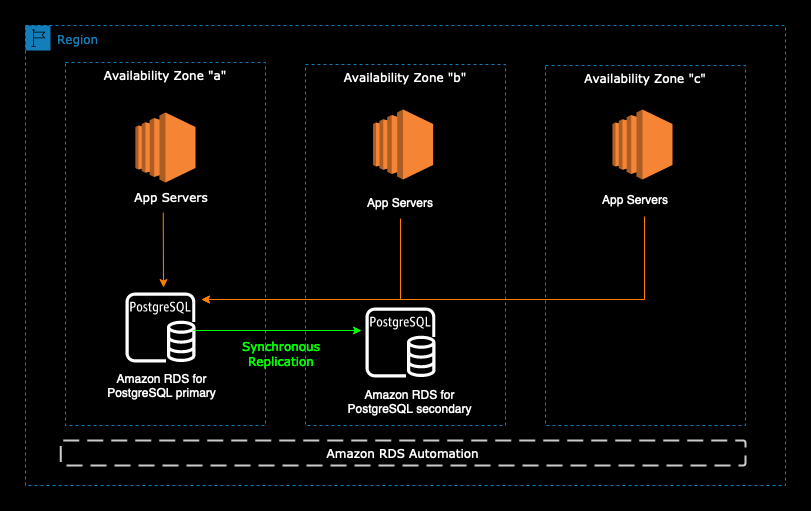 Region
Availability Zone "a"
Availability Zone "b"
Availability Zone "c"
App Servers
App Servers
App Servers
PostgreSQL
PostgreSQL
Synchronous
Replication
Amazon RDS for
PostgreSQL primary
Amazon RDS for
PostgreSQL secondary
Amazon RDS Automation